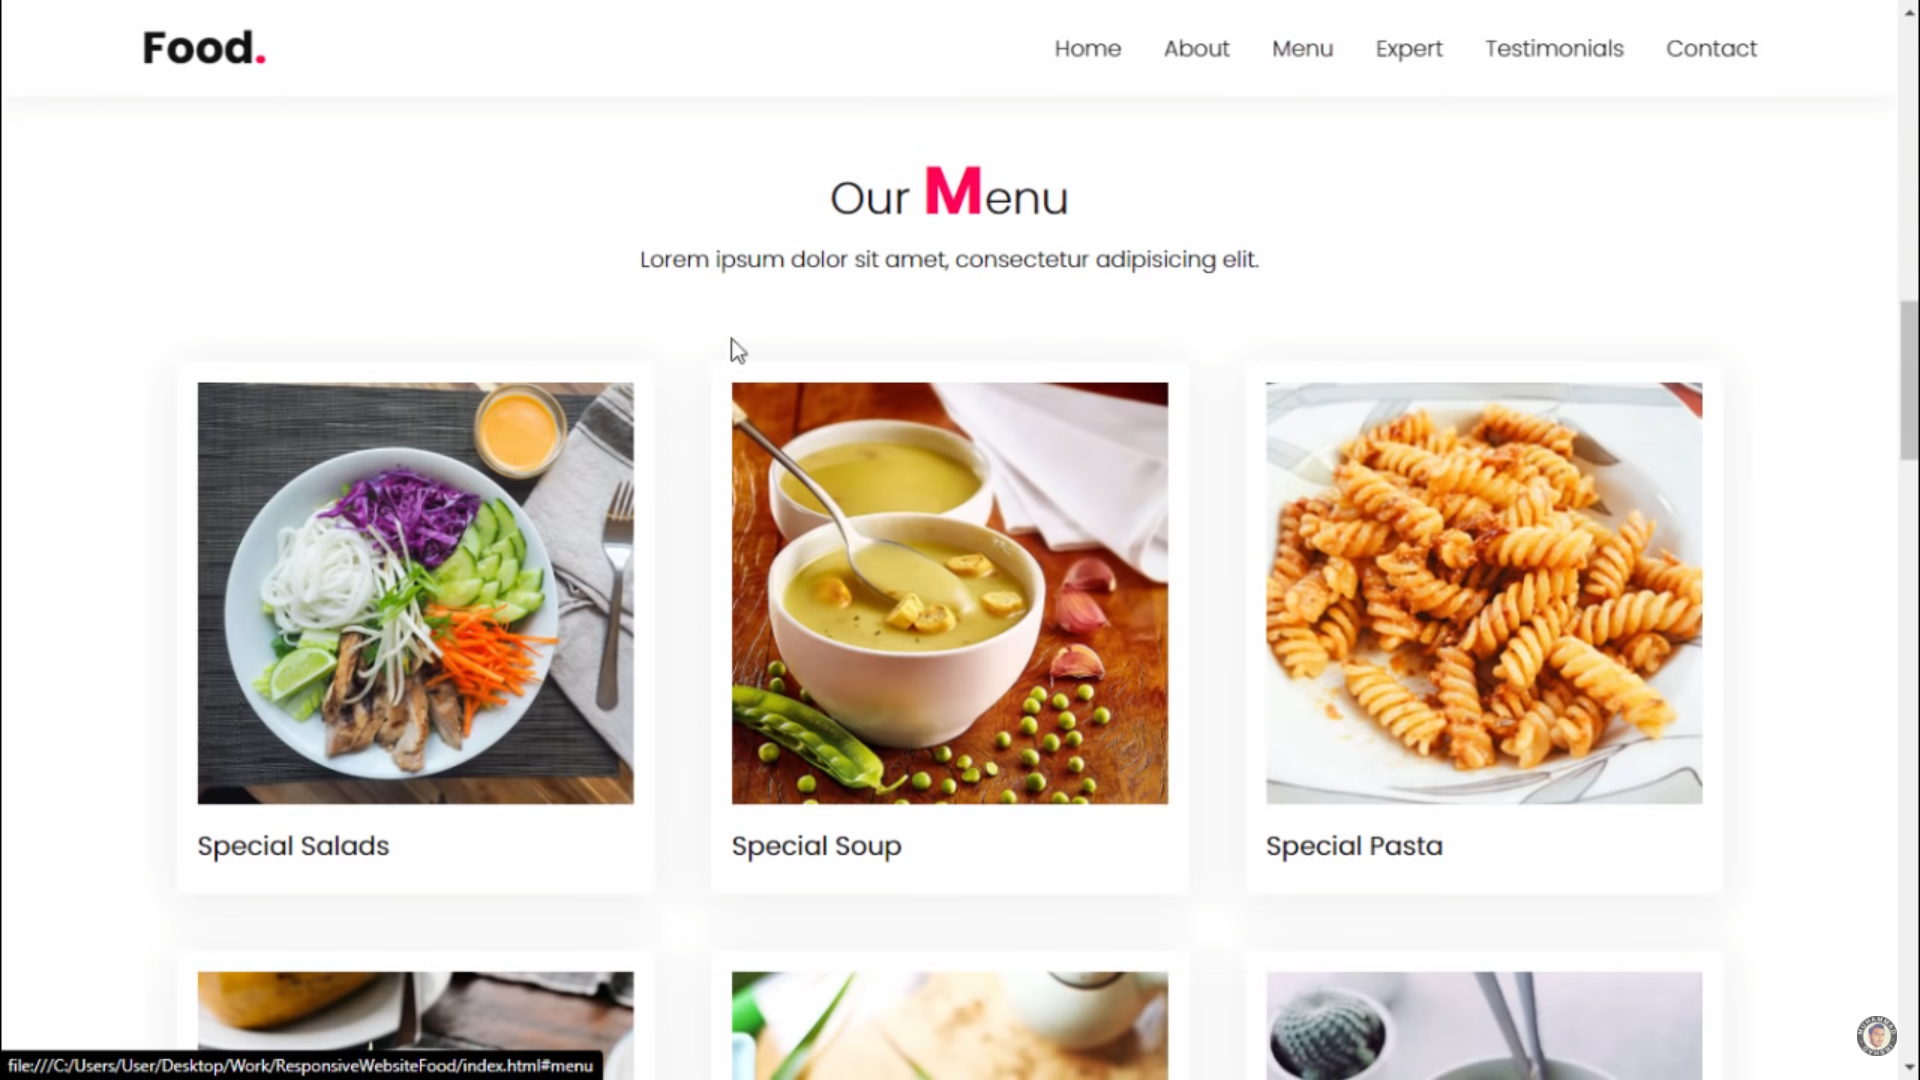 Food.
Home About Menu Expert Testimonials Contact
Our Menu
Lorem ipsum dolor sit amet, consectetur adipisicing elit.
Special Salads
Special Soup
Special Pasta
file:///C:/Users/User/Desktop/Work/ResponsiveWebsiteFood/index.html#menu